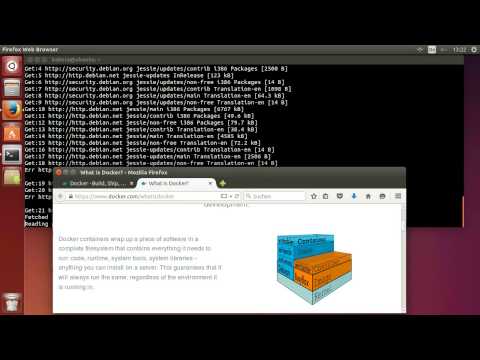 Firefox Web Browser
13:22
Get:4 http://security.debian.org jessie/updates/contrib i386 Packages [2500 B]
Get:5 http://http.debian.net jessie-updates InRelease [123 kB]
Get:6 http://security.debian.org jessie/updates/non-free i386 Packages [14 B]
Get:7 http://security.debian.org jessie/updates/contrib Translation-en [1898 B]
Get:8 http://security.debian.org jessie/updates/main Translation-en [64.3 kB]
Get:9 http://security.debian.org jessie/updates/non-free Translation-en [14 B]
Get:10 http://http.debian.net jessie/main i386 Packages [6767 kB]
Get:11 http://http.debian.net jessie/contrib i386 Packages [49.6 kB]
Get:12 http://http.debian.net jessie/non-free i386 Packages [79.7 kB]
Get:13 http://http.debian.net jessie/contrib Translation-en [38.4 kB]
Get:14 http://http.debian.net jessie/main Translation-en [4583 kB]
Get:15 http://http.debian.net jessie/non-free Translation-en [72.2 kB]
Get:16 http://http.debian.net jessie-updates/contrib Translation-en [14 B]
Get:17 http://http.debian.net jessie-updates/main Translation-en [2506 B]
Get:18 http://http.debian.net jessie-updates/non-free Translation-en [14 B]
Err http
Get:19 h
Get:20 h
Err http
Get:21 h
Fetched
Reading
What is Docker? - Mozilla Firefox
Docker - Build, Ship, ...
What is Docker?
https://www.docker.com/whatisdocker
Suchen
development.
Docker containers wrap up a piece of software in a
complete filesystem that contains everything it needs to
run: code, runtime, system tools, system libraries –
anything you can install on a server. This guarantees that it
will always run the same, regardless of the environment it
is running in.
Container
Image
Kernel